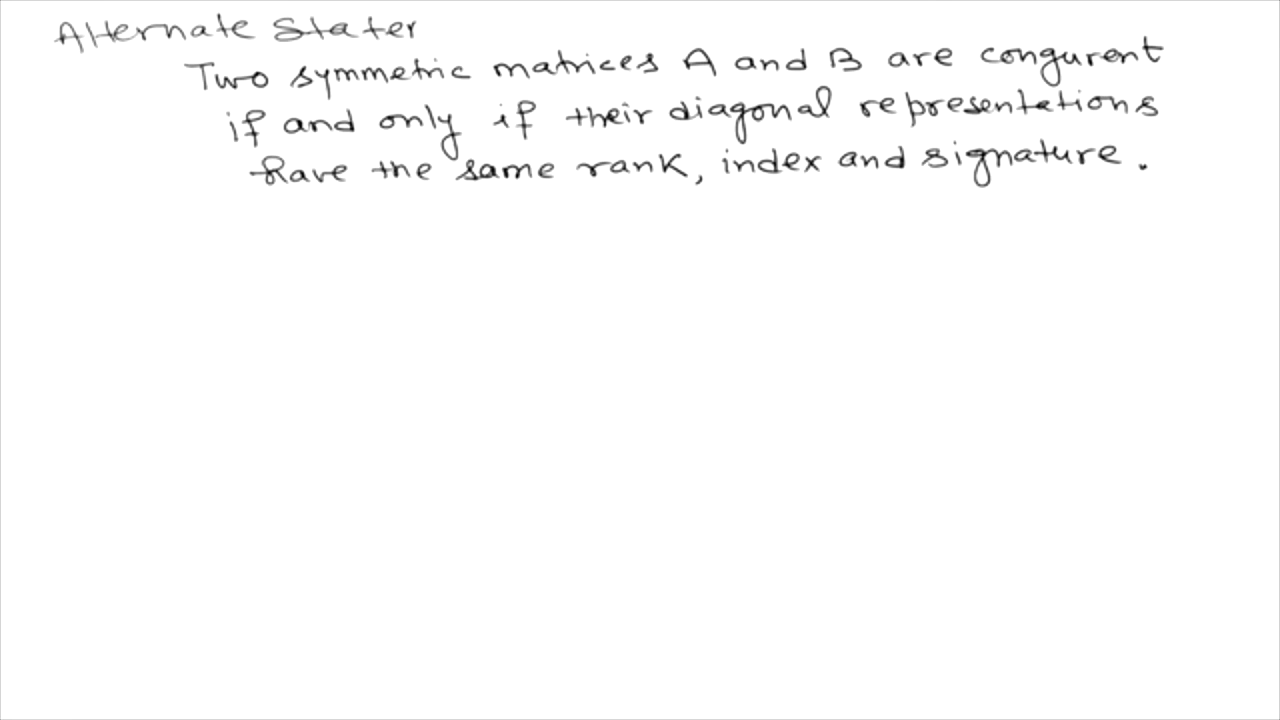 Alternate Stater
Two symmetric matrices A and B are congurent
if and only if their diagonal representations
have the same rank, index and signature.